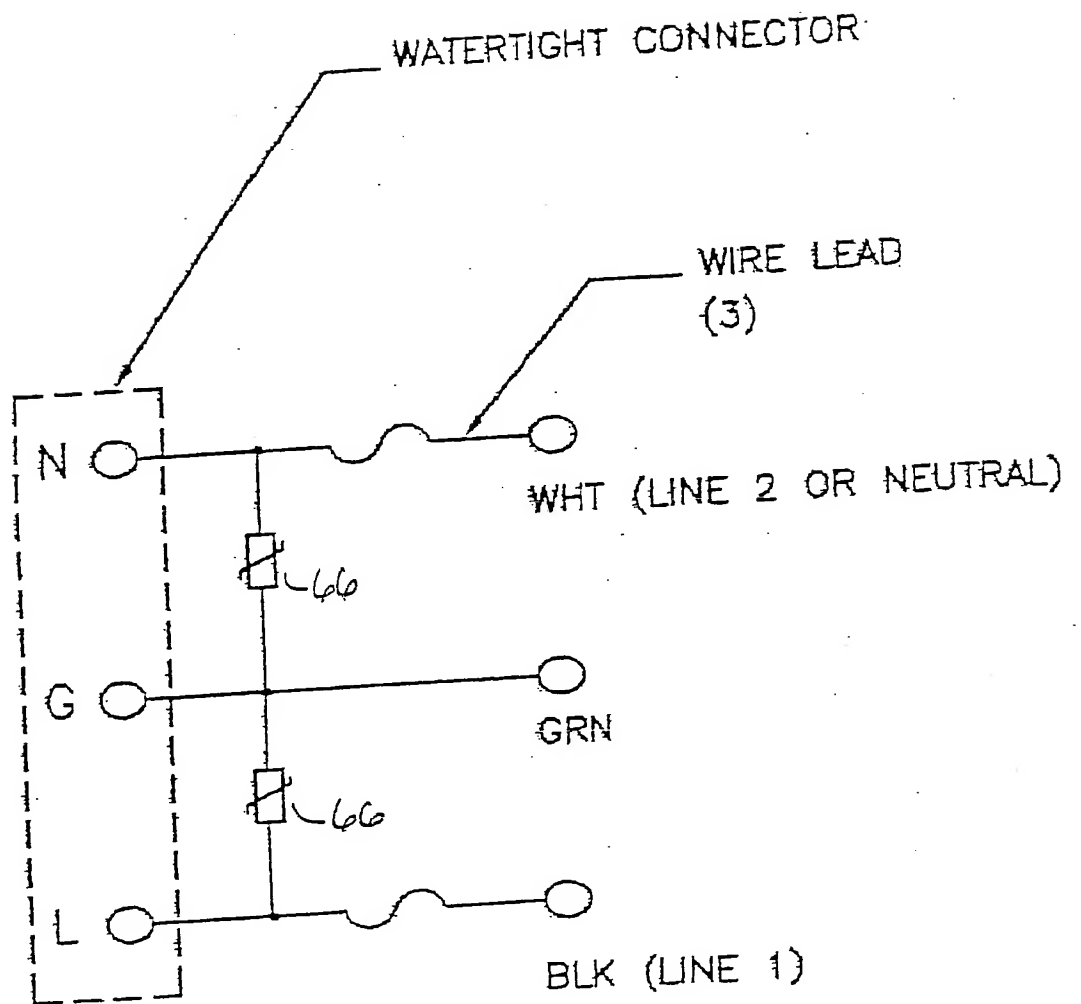 WATERTIGHT CONNECTOR
WIRE LEAD
(3)
N
WHT (LINE 2 OR NEUTRAL)
66
G
GRN
66
L
BLK (LINE 1)